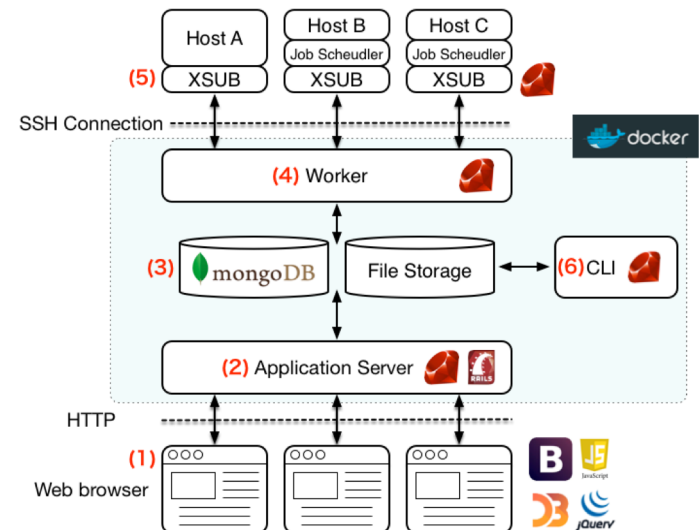 Host A
Host B
Host C
Job Scheudler
Job Scheudler
(5) XSUB
XSUB
XSUB
SSH Connection
docker
(4) Worker
(3) mongoDB
File Storage
(6) CLI
(2) Application Server
RAILS
HTTP
(1)
Web browser
B
JS
JavaScript
D3
jQuery